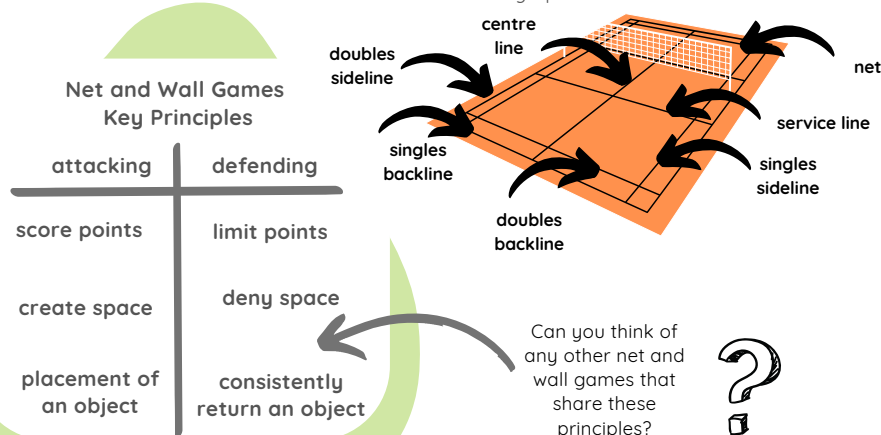 Net and Wall Games
Key Principles
attacking
defending
score points
limit points
create space
deny space
placement of
an object
consistently
return an object
centre
line
doubles
sideline
net
singles
backline
service line
singles
sideline
doubles
backline
Can you think of
any other net and
wall games that
share these
principles?
?